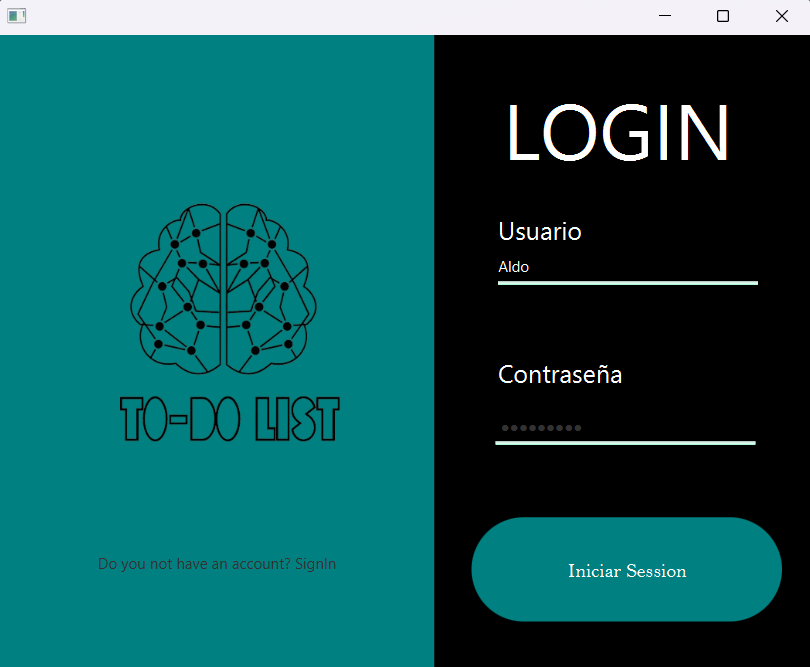 TO-DO LIST
Do you not have an account? SignIn
LOGIN
Usuario
Aldo
Contraseña
•••••••••
Iniciar Session